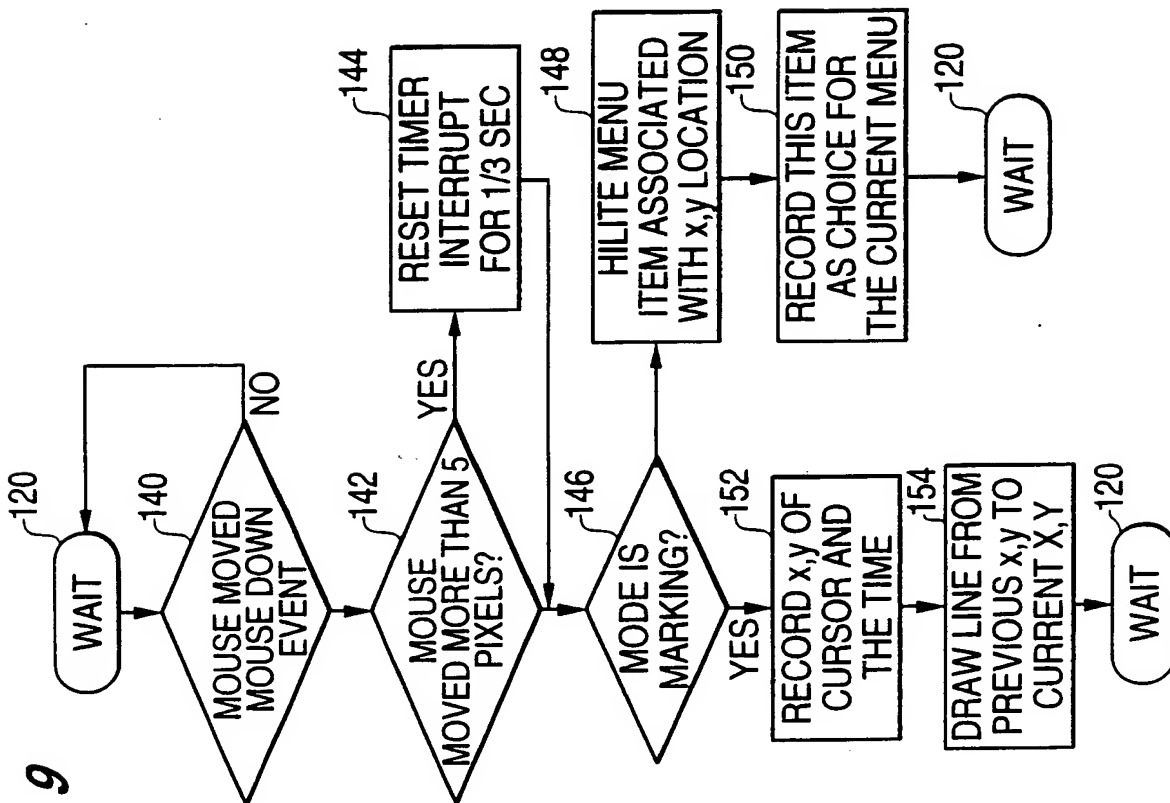 9
120
WAIT
140
MOUSE MOVED
MOUSE DOWN
EVENT
NO
142
MOUSE
MOVED MORE THAN 5
PIXELS?
YES
144
RESET TIMER
INTERRUPT
FOR 1/3 SEC
146
MODE IS
MARKING?
YES
148
HILITE MENU
ITEM ASSOCIATED
WITH x,y LOCATION
150
RECORD THIS ITEM
AS CHOICE FOR
THE CURRENT MENU
120
WAIT
152
RECORD x,y OF
CURSOR AND
THE TIME
154
DRAW LINE FROM
PREVIOUS x,y TO
CURRENT X,Y
120
WAIT